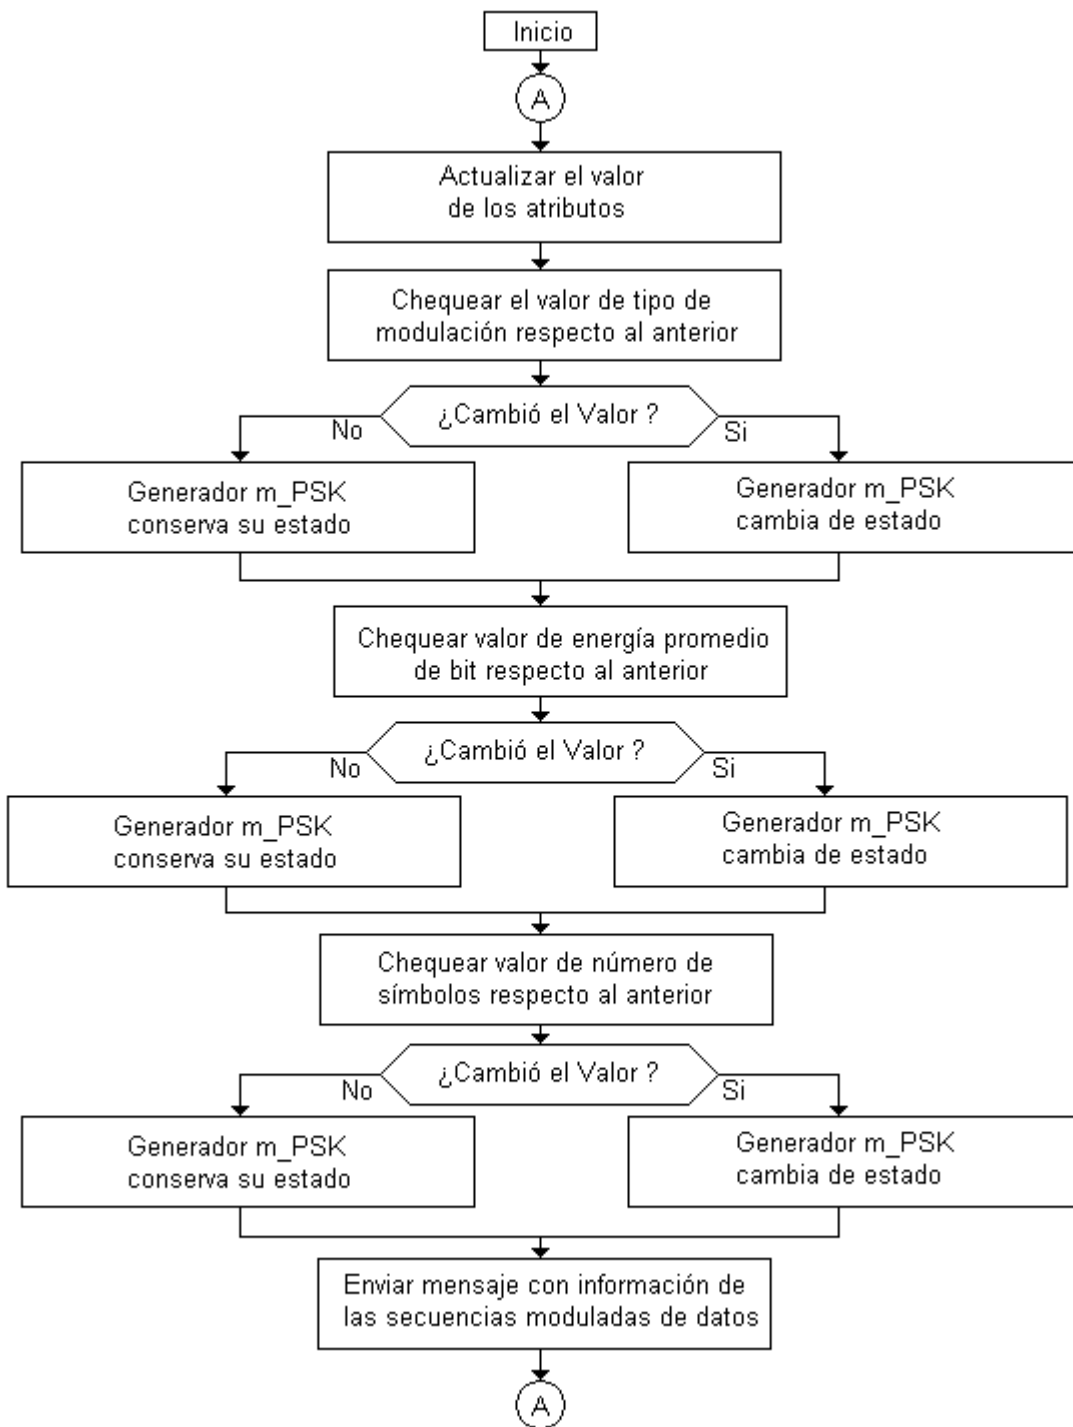 Inicio
A
Actualizar el valor
de los atributos
Chequear el valor de tipo de
modulación respecto al anterior
¿Cambió el Valor ?
No
Si
Generador m_PSK
conserva su estado
Generador m_PSK
cambia de estado
Chequear valor de energía promedio
de bit respecto al anterior
¿Cambió el Valor ?
No
Si
Generador m_PSK
conserva su estado
Generador m_PSK
cambia de estado
Chequear valor de número de
símbolos respecto al anterior
¿Cambió el Valor ?
No
Si
Generador m_PSK
conserva su estado
Generador m_PSK
cambia de estado
Enviar mensaje con información de
las secuencias moduladas de datos
A